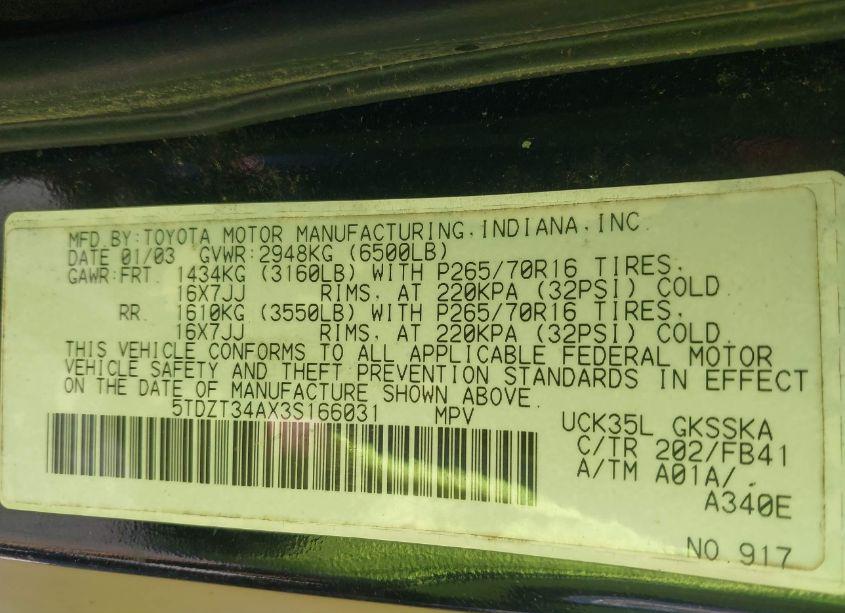 MFD. BY: TOYOTA MOTOR MANUFACTURING, INDIANA, INC.
DATE 01/03 GVWR: 2948KG (6500LB)
GAWR: FRT. 1434KG (3160LB) WITH P265/70R16 TIRES,
16X7JJ RIMS, AT 220KPA (32PSI) COLD.
RR. 1610KG (3550LB) WITH P265/70R16 TIRES,
16X7JJ RIMS, AT 220KPA (32PSI) COLD.
THIS VEHICLE CONFORMS TO ALL APPLICABLE FEDERAL MOTOR
VEHICLE SAFETY AND THEFT PREVENTION STANDARDS IN EFFECT
ON THE DATE OF MANUFACTURE SHOWN ABOVE.
5TDZT34AX3S166031 MPV
UCK35L GKSSKA
C/TR 202/FB41
A/TM A01A/
A340E
NO. 917